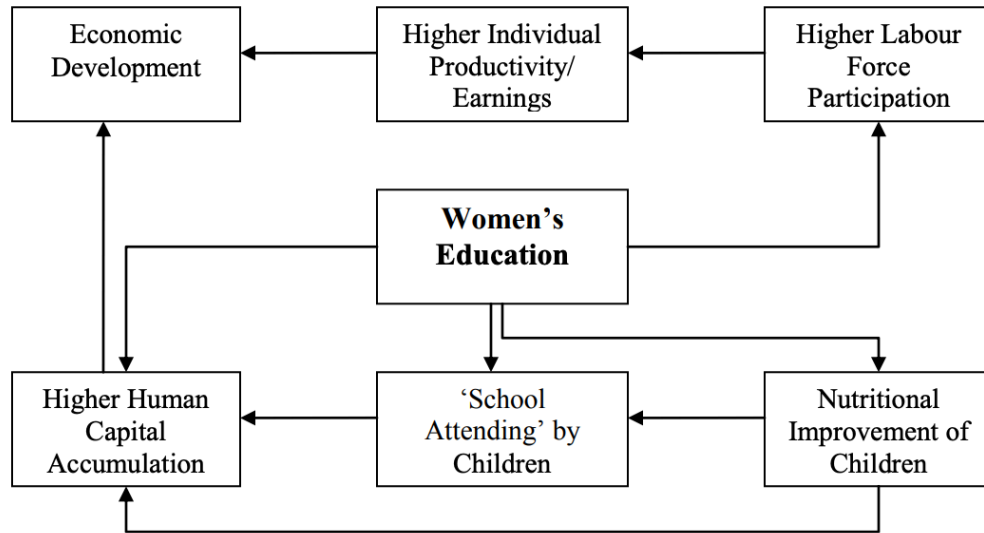 Economic
Development
Higher Individual
Productivity/
Earnings
Higher Labour
Force
Participation
Women’s
Education
Higher Human
Capital
Accumulation
‘School
Attending’ by
Children
Nutritional
Improvement of
Children